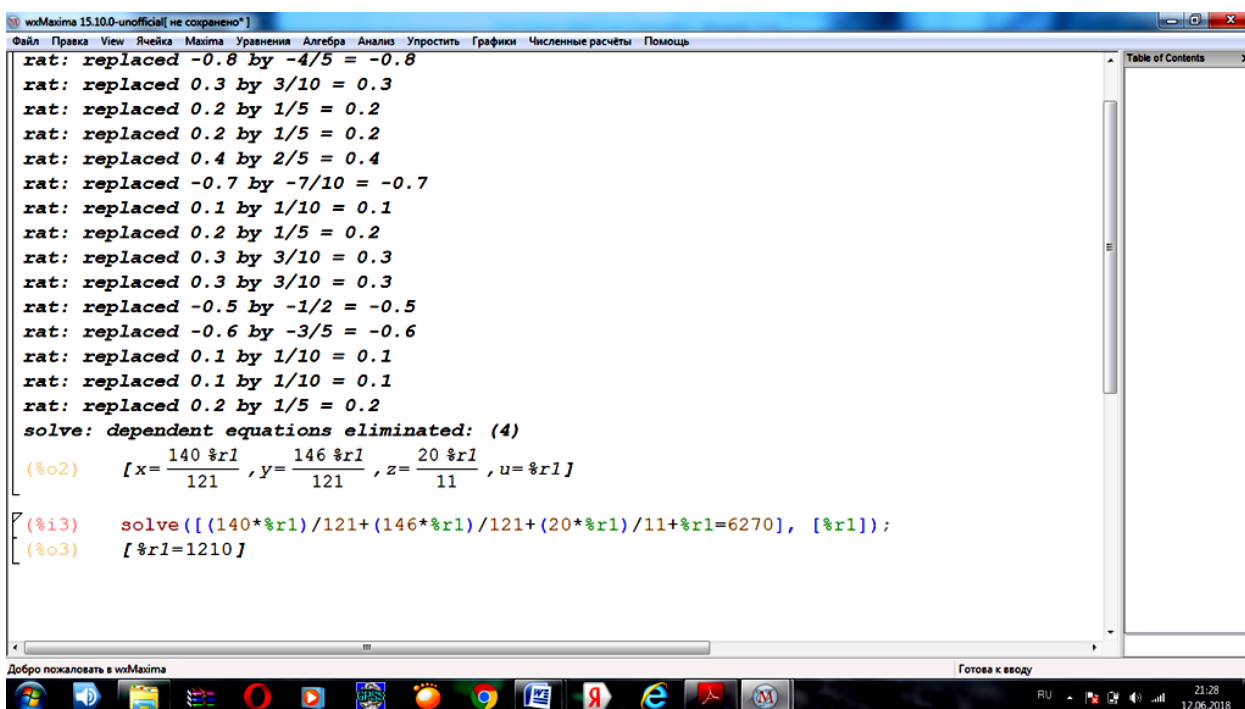 wxMaxima 15.10.0-unofficial[ не сохранено* ]
Файл Правка View Ячейка Maxima Уравнения Алгебра Анализ Упростить Графики Численные расчёты Помощь
rat: replaced -0.8 by -4/5 = -0.8
rat: replaced 0.3 by 3/10 = 0.3
rat: replaced 0.2 by 1/5 = 0.2
rat: replaced 0.2 by 1/5 = 0.2
rat: replaced 0.4 by 2/5 = 0.4
rat: replaced -0.7 by -7/10 = -0.7
rat: replaced 0.1 by 1/10 = 0.1
rat: replaced 0.2 by 1/5 = 0.2
rat: replaced 0.3 by 3/10 = 0.3
rat: replaced 0.3 by 3/10 = 0.3
rat: replaced -0.5 by -1/2 = -0.5
rat: replaced -0.6 by -3/5 = -0.6
rat: replaced 0.1 by 1/10 = 0.1
rat: replaced 0.1 by 1/10 = 0.1
rat: replaced 0.2 by 1/5 = 0.2
solve: dependent equations eliminated: (4)
(%o2) [x=140 %r1/121, y=146 %r1/121, z=20 %r1/11, u=%r1]
(%i3) solve([(140*%r1)/121+(146*%r1)/121+(20*%r1)/11+%r1=6270], [%r1]);
(%o3) [%r1=1210]
Table of Contents
Добро пожаловать в wxMaxima
Готова к вводу
GPSS
W
Я
RU
21:28
12.06.2018